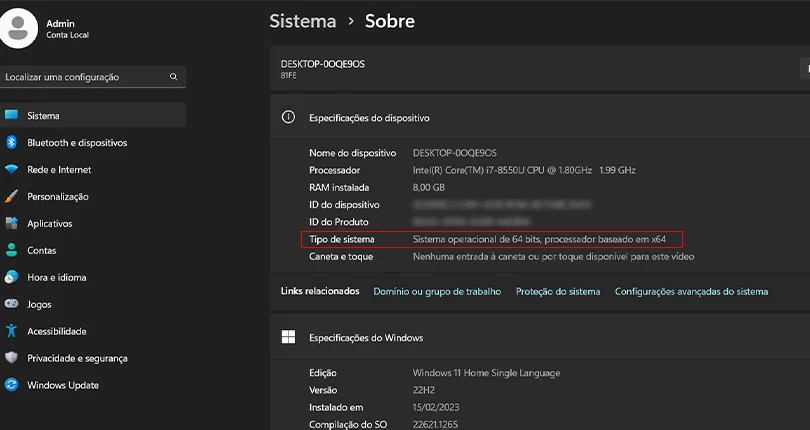 Admin
Conta Local
Localizar uma configuração
Sistema
Bluetooth e dispositivos
Rede e Internet
Personalização
Aplicativos
Contas
Hora e idioma
Jogos
Acessibilidade
Privacidade e segurança
Windows Update
Sistema > Sobre
DESKTOP-0OQE9OS
81FE
Especificações do dispositivo
Nome do dispositivo DESKTOP-0OQE9OS
Processador Intel(R) Core(TM) i7-8550U CPU @ 1.80GHz 1.99 GHz
RAM instalada 8,00 GB
ID do dispositivo
ID do Produto
Tipo de sistema Sistema operacional de 64 bits, processador baseado em x64
Caneta e toque Nenhuma entrada à caneta ou por toque disponível para este vídeo
Links relacionados Domínio ou grupo de trabalho Proteção do sistema Configurações avançadas do sistema
Especificações do Windows
Edição Windows 11 Home Single Language
Versão 22H2
Instalado em 15/02/2023
Compilação do SO 22621.1265